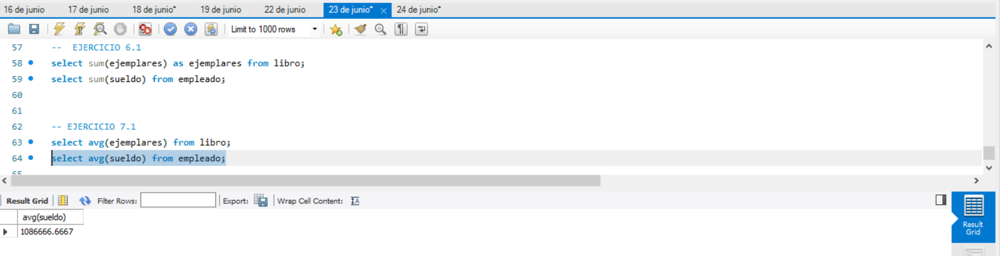 16 de junio 17 de junio 18 de junio* 19 de junio 22 de junio 23 de junio* × 24 de junio*
Limit to 1000 rows
57 -- EJERCICIO 6.1
58 select sum(ejemplares) as ejemplares from libro;
59 select sum(sueldo) from empleado;
60
61
62 -- EJERCICIO 7.1
63 select avg(ejemplares) from libro;
64 select avg(sueldo) from empleado;
65
Result Grid Filter Rows: Export: Wrap Cell Content:
avg(sueldo)
1086666.6667
Result
Grid